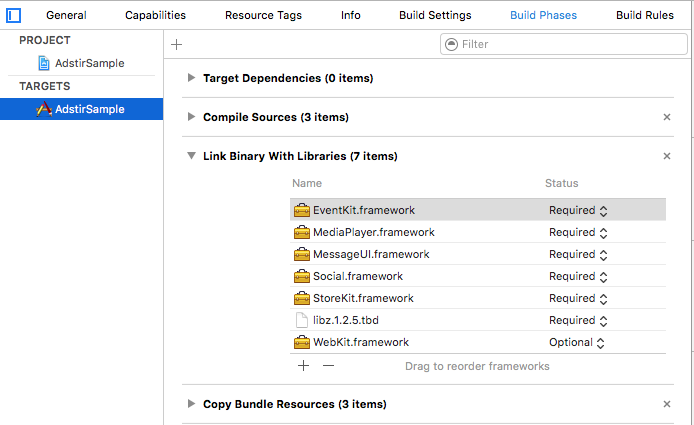 General Capabilities Resource Tags Info Build Settings Build Phases Build Rules
PROJECT
AdstirSample
TARGETS
AdstirSample
Filter
Target Dependencies (0 items)
Compile Sources (3 items)
Link Binary With Libraries (7 items)
Name Status
EventKit.framework Required
MediaPlayer.framework Required
MessageUI.framework Required
Social.framework Required
StoreKit.framework Required
libz.1.2.5.tbd Required
WebKit.framework Optional
Drag to reorder frameworks
Copy Bundle Resources (3 items)